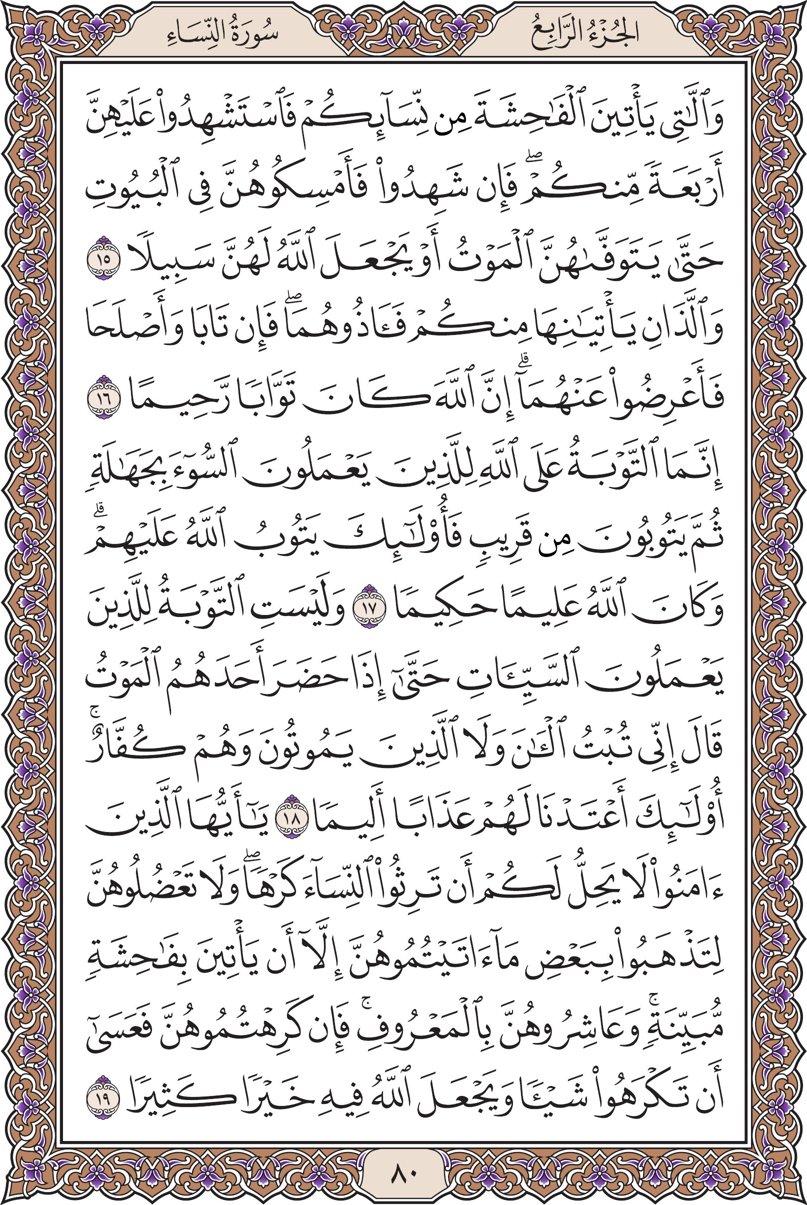 الجُزْءُ الرَّابِعُ
سُورَةُ النِّسَاءِ
وَٱلَّٰتِي يَأۡتِينَ ٱلۡفَٰحِشَةَ مِن نِّسَآئِكُمۡ فَٱسۡتَشۡهِدُواْ عَلَيۡهِنَّ
أَرۡبَعَةٗ مِّنكُمۡۖ فَإِن شَهِدُواْ فَأَمۡسِكُوهُنَّ فِي ٱلۡبُيُوتِ
حَتَّىٰ يَتَوَفَّىٰهُنَّ ٱلۡمَوۡتُ أَوۡ يَجۡعَلَ ٱللَّهُ لَهُنَّ سَبِيلٗا ١٥
وَٱلَّذَانِ يَأۡتِيَٰنِهَا مِنكُمۡ فَـَٔاذُوهُمَاۖ فَإِن تَابَا وَأَصۡلَحَا
فَأَعۡرِضُواْ عَنۡهُمَآۗ إِنَّ ٱللَّهَ كَانَ تَوَّابٗا رَّحِيمًا ١٦
إِنَّمَا ٱلتَّوۡبَةُ عَلَى ٱللَّهِ لِلَّذِينَ يَعۡمَلُونَ ٱلسُّوٓءَ بِجَهَٰلَةٖ
ثُمَّ يَتُوبُونَ مِن قَرِيبٖ فَأُوْلَٰٓئِكَ يَتُوبُ ٱللَّهُ عَلَيۡهِمۡۗ
وَكَانَ ٱللَّهُ عَلِيمًا حَكِيمٗا ١٧ وَلَيۡسَتِ ٱلتَّوۡبَةُ لِلَّذِينَ
يَعۡمَلُونَ ٱلسَّيِّـَٔاتِ حَتَّىٰٓ إِذَا حَضَرَ أَحَدَهُمُ ٱلۡمَوۡتُ
قَالَ إِنِّي تُبۡتُ ٱلۡـَٰٔنَ وَلَا ٱلَّذِينَ يَمُوتُونَ وَهُمۡ كُفَّارٌۚ
أُوْلَٰٓئِكَ أَعۡتَدۡنَا لَهُمۡ عَذَابًا أَلِيمٗا ١٨ يَٰٓأَيُّهَا ٱلَّذِينَ
ءَامَنُواْ لَا يَحِلُّ لَكُمۡ أَن تَرِثُواْ ٱلنِّسَآءَ كَرۡهٗاۖ وَلَا تَعۡضُلُوهُنَّ
لِتَذۡهَبُواْ بِبَعۡضِ مَآ ءَاتَيۡتُمُوهُنَّ إِلَّآ أَن يَأۡتِينَ بِفَٰحِشَةٖ
مُّبَيِّنَةٖۚ وَعَاشِرُوهُنَّ بِٱلۡمَعۡرُوفِۚ فَإِن كَرِهۡتُمُوهُنَّ فَعَسَىٰٓ
أَن تَكۡرَهُواْ شَيۡـٔٗا وَيَجۡعَلَ ٱللَّهُ فِيهِ خَيۡرٗا كَثِيرٗا ١٩
٨٠